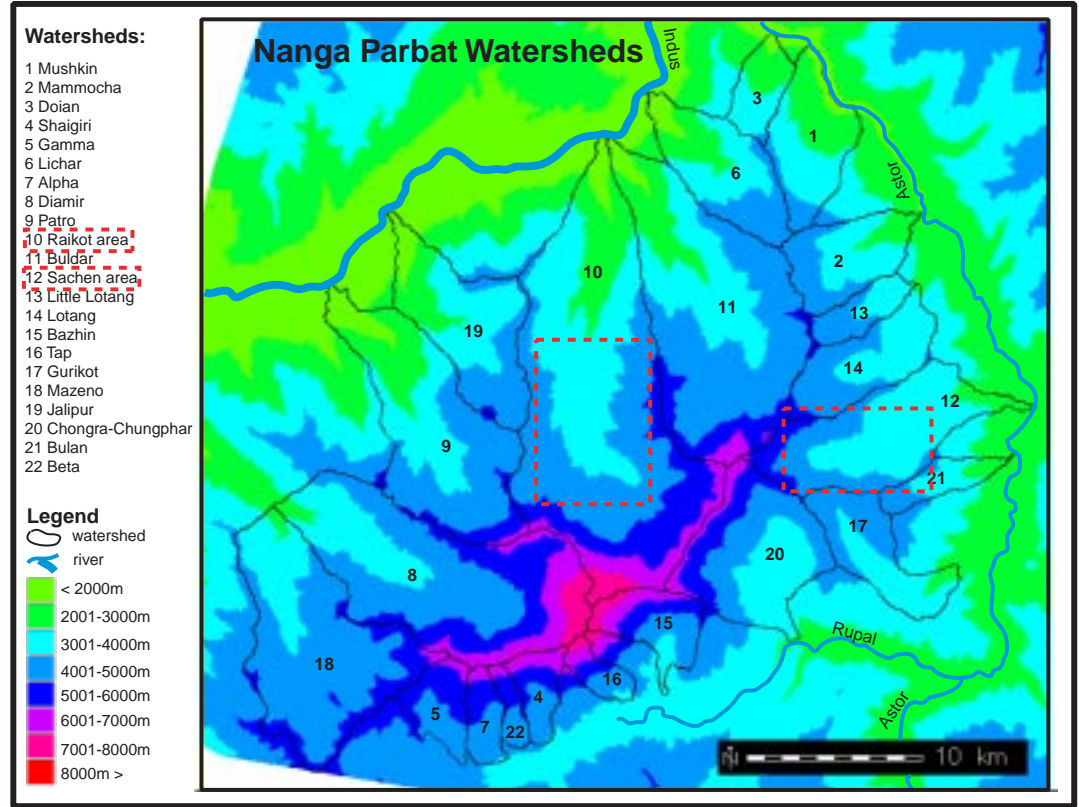 Watersheds:
1 Mushkin
2 Mammocha
3 Doian
4 Shaigiri
5 Gamma
6 Lichar
7 Alpha
8 Diamir
9 Patro
10 Raikot area
11 Buldar
12 Sachen area
13 Little Lotang
14 Lotang
15 Bazhin
16 Tap
17 Gurikot
18 Mazeno
19 Jalipur
20 Chongra-Chungphar
21 Bulan
22 Beta
Legend
watershed
river
< 2000m
2001-3000m
3001-4000m
4001-5000m
5001-6000m
6001-7000m
7001-8000m
8000m >
Nanga Parbat Watersheds
Indus
3
1
Astor
6
2
10
11
13
19
14
12
9
21
17
20
8
15
Rupal
18
16
4
5
7
22
Astor
N
10 km